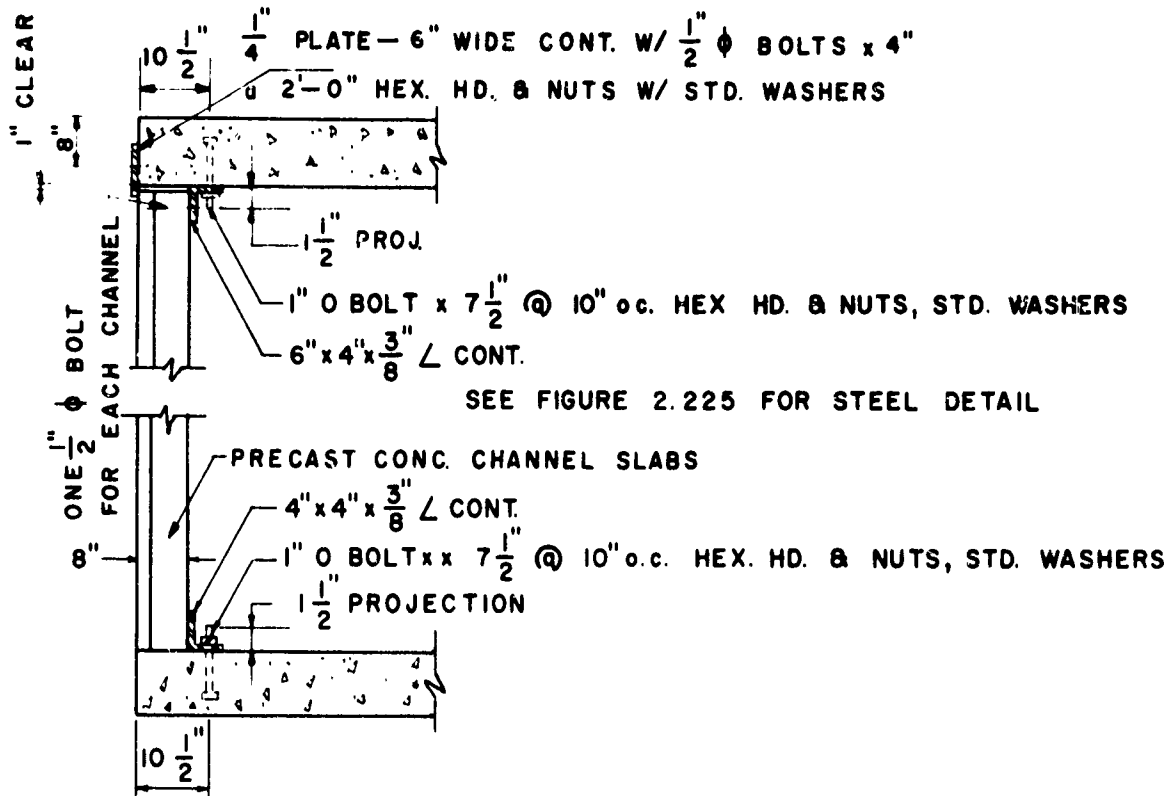 1" CLEAR
8"
10 1/2"
1/4" PLATE — 6" WIDE CONT. W/ 1/2" ϕ BOLTS x 4"
2'-0" HEX. HD. & NUTS W/ STD. WASHERS
1 1/2" PROJ.
1" O BOLT x 7 1/2" @ 10" o.c. HEX HD. & NUTS, STD. WASHERS
6" x 4" x 3/8" ∠ CONT.
ONE 1/2" ϕ BOLT
FOR EACH CHANNEL
SEE FIGURE 2.225 FOR STEEL DETAIL
PRECAST CONC. CHANNEL SLABS
4" x 4" x 3/8" ∠ CONT.
8"
1" O BOLT x x 7 1/2" @ 10" o.c. HEX. HD. & NUTS, STD. WASHERS
1 1/2" PROJECTION
10 1/2"